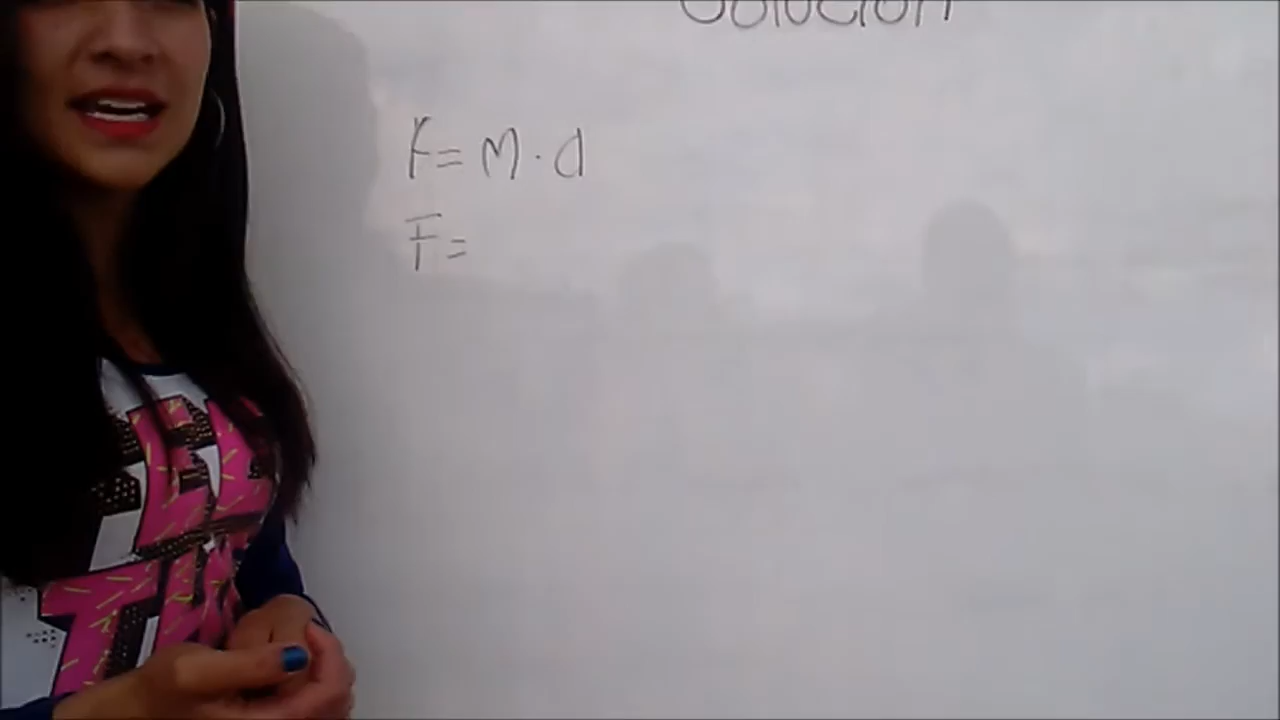 Solución
F = m · a
F =